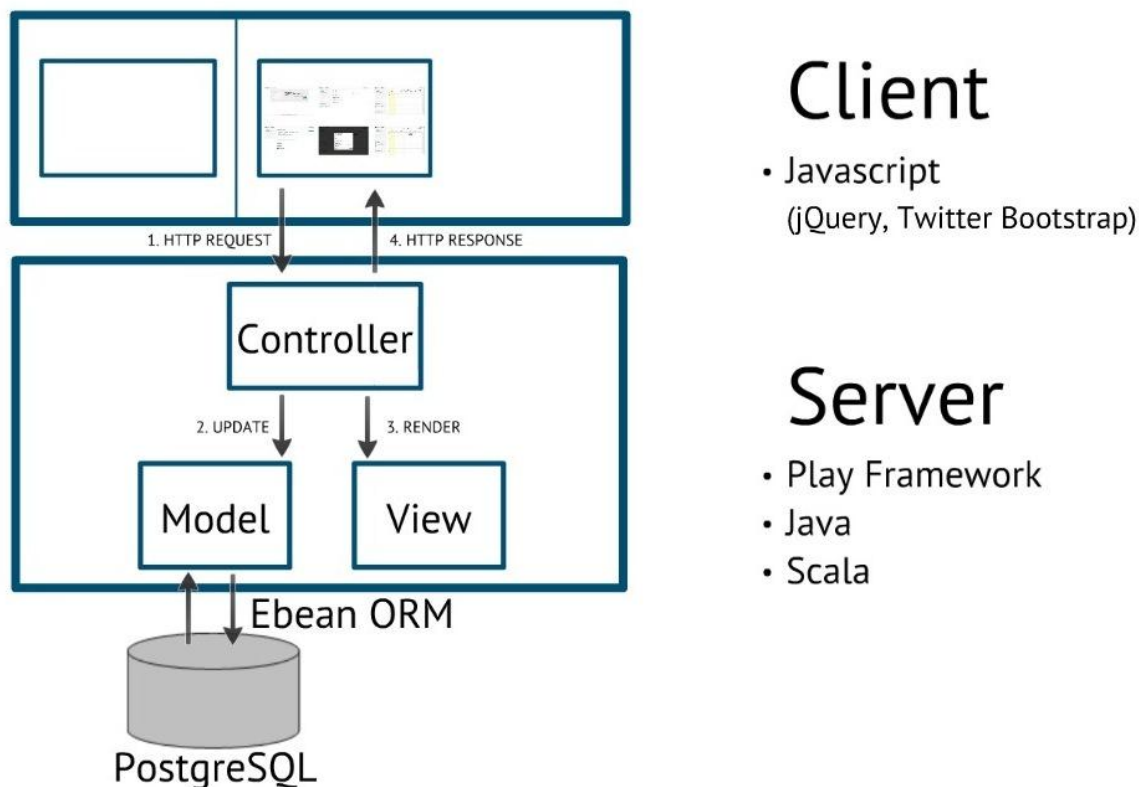 Client
• Javascript
(jQuery, Twitter Bootstrap)
1. HTTP REQUEST
4. HTTP RESPONSE
Controller
Server
2. UPDATE
3. RENDER
• Play Framework
Model
View
• Java
• Scala
Ebean ORM
PostgreSQL